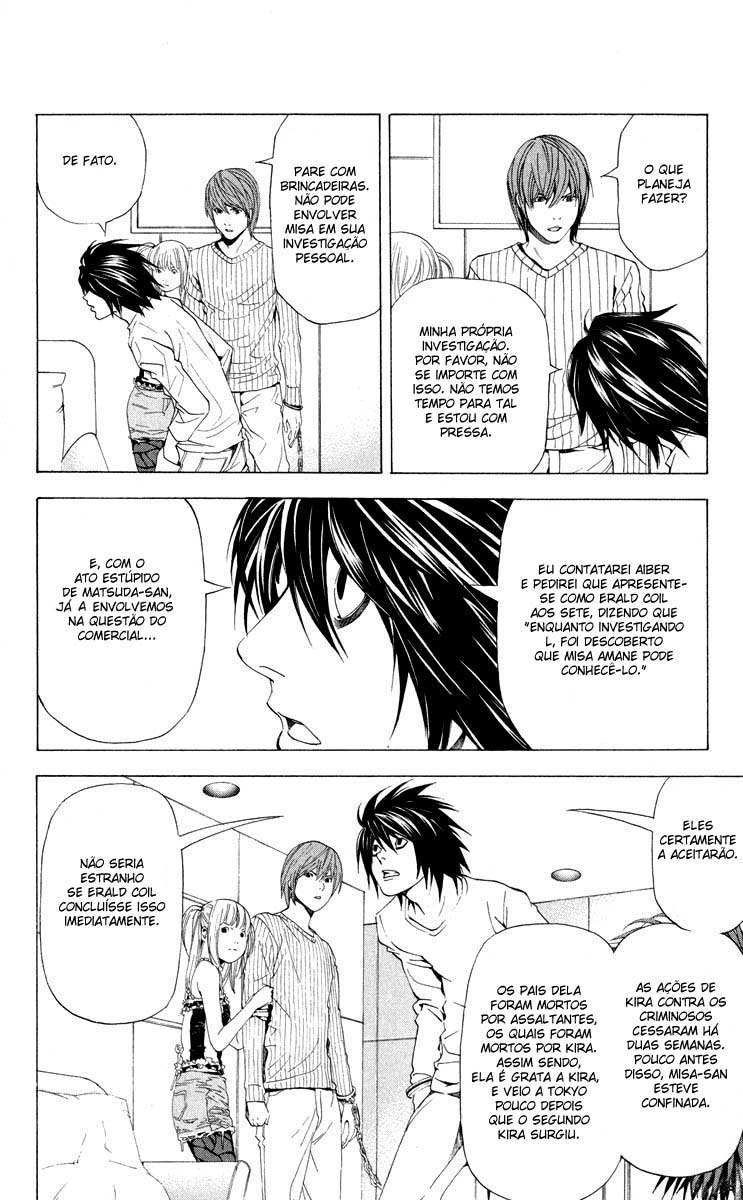 O QUE
PLANEJA
FAZER?
MINHA PRÓPRIA
INVESTIGAÇÃO.
POR FAVOR, NÃO
SE IMPORTE COM
ISSO. NÃO TEMOS
TEMPO PARA TAL
E ESTOU COM
PRESSA.
PARE COM
BRINCADEIRAS.
NÃO PODE
ENVOLVER
MISA EM SUA
INVESTIGAÇÃO
PESSOAL.
DE FATO.
EU CONTATAREI AIBER
E PEDIREI QUE APRESENTE-
SE COMO ERALD COIL
AOS SETE, DIZENDO QUE
"ENQUANTO INVESTIGANDO
L, FOI DESCOBERTO
QUE MISA AMANE PODE
CONHECÊ-LO."
E, COM O
ATO ESTÚPIDO
DE MATSUDA-SAN,
JÁ A ENVOLVEMOS
NA QUESTÃO DO
COMERCIAL...
ELES
CERTAMENTE
A ACEITARÃO.
AS AÇÕES DE
KIRA CONTRA OS
CRIMINOSOS
CESSARAM HÁ
DUAS SEMANAS.
POUCO ANTES
DISSO, MISA-SAN
ESTEVE
CONFINADA.
OS PAIS DELA
FORAM MORTOS
POR ASSALTANTES,
OS QUAIS FORAM
MORTOS POR KIRA.
ASSIM SENDO,
ELA É GRATA A KIRA,
E VEIO A TOKYO
POUCO DEPOIS
QUE O SEGUNDO
KIRA SURGIU.
NÃO SERIA
ESTRANHO
SE ERALD COIL
CONCLUÍSSE ISSO
IMEDIATAMENTE.